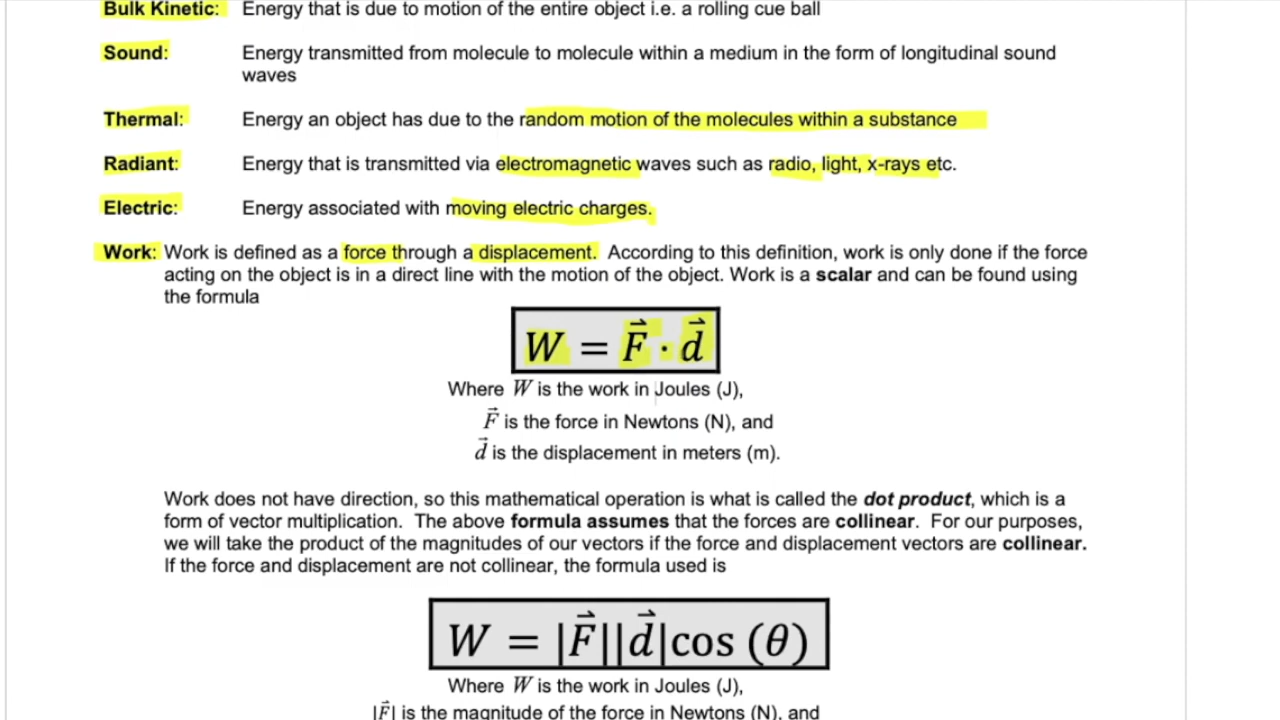 Bulk Kinetic: Energy that is due to motion of the entire object i.e. a rolling cue ball
Sound: Energy transmitted from molecule to molecule within a medium in the form of longitudinal sound
waves
Thermal: Energy an object has due to the random motion of the molecules within a substance
Radiant: Energy that is transmitted via electromagnetic waves such as radio, light, x-rays etc.
Electric: Energy associated with moving electric charges.
Work: Work is defined as a force through a displacement. According to this definition, work is only done if the force
acting on the object is in a direct line with the motion of the object. Work is a scalar and can be found using
the formula
W = F⃗ · d⃗
Where W is the work in Joules (J),
F⃗ is the force in Newtons (N), and
d⃗ is the displacement in meters (m).
Work does not have direction, so this mathematical operation is what is called the dot product, which is a
form of vector multiplication. The above formula assumes that the forces are collinear. For our purposes,
we will take the product of the magnitudes of our vectors if the force and displacement vectors are collinear.
If the force and displacement are not collinear, the formula used is
W = |F⃗||d⃗|cos (θ)
Where W is the work in Joules (J),
|F⃗| is the magnitude of the force in Newtons (N), and